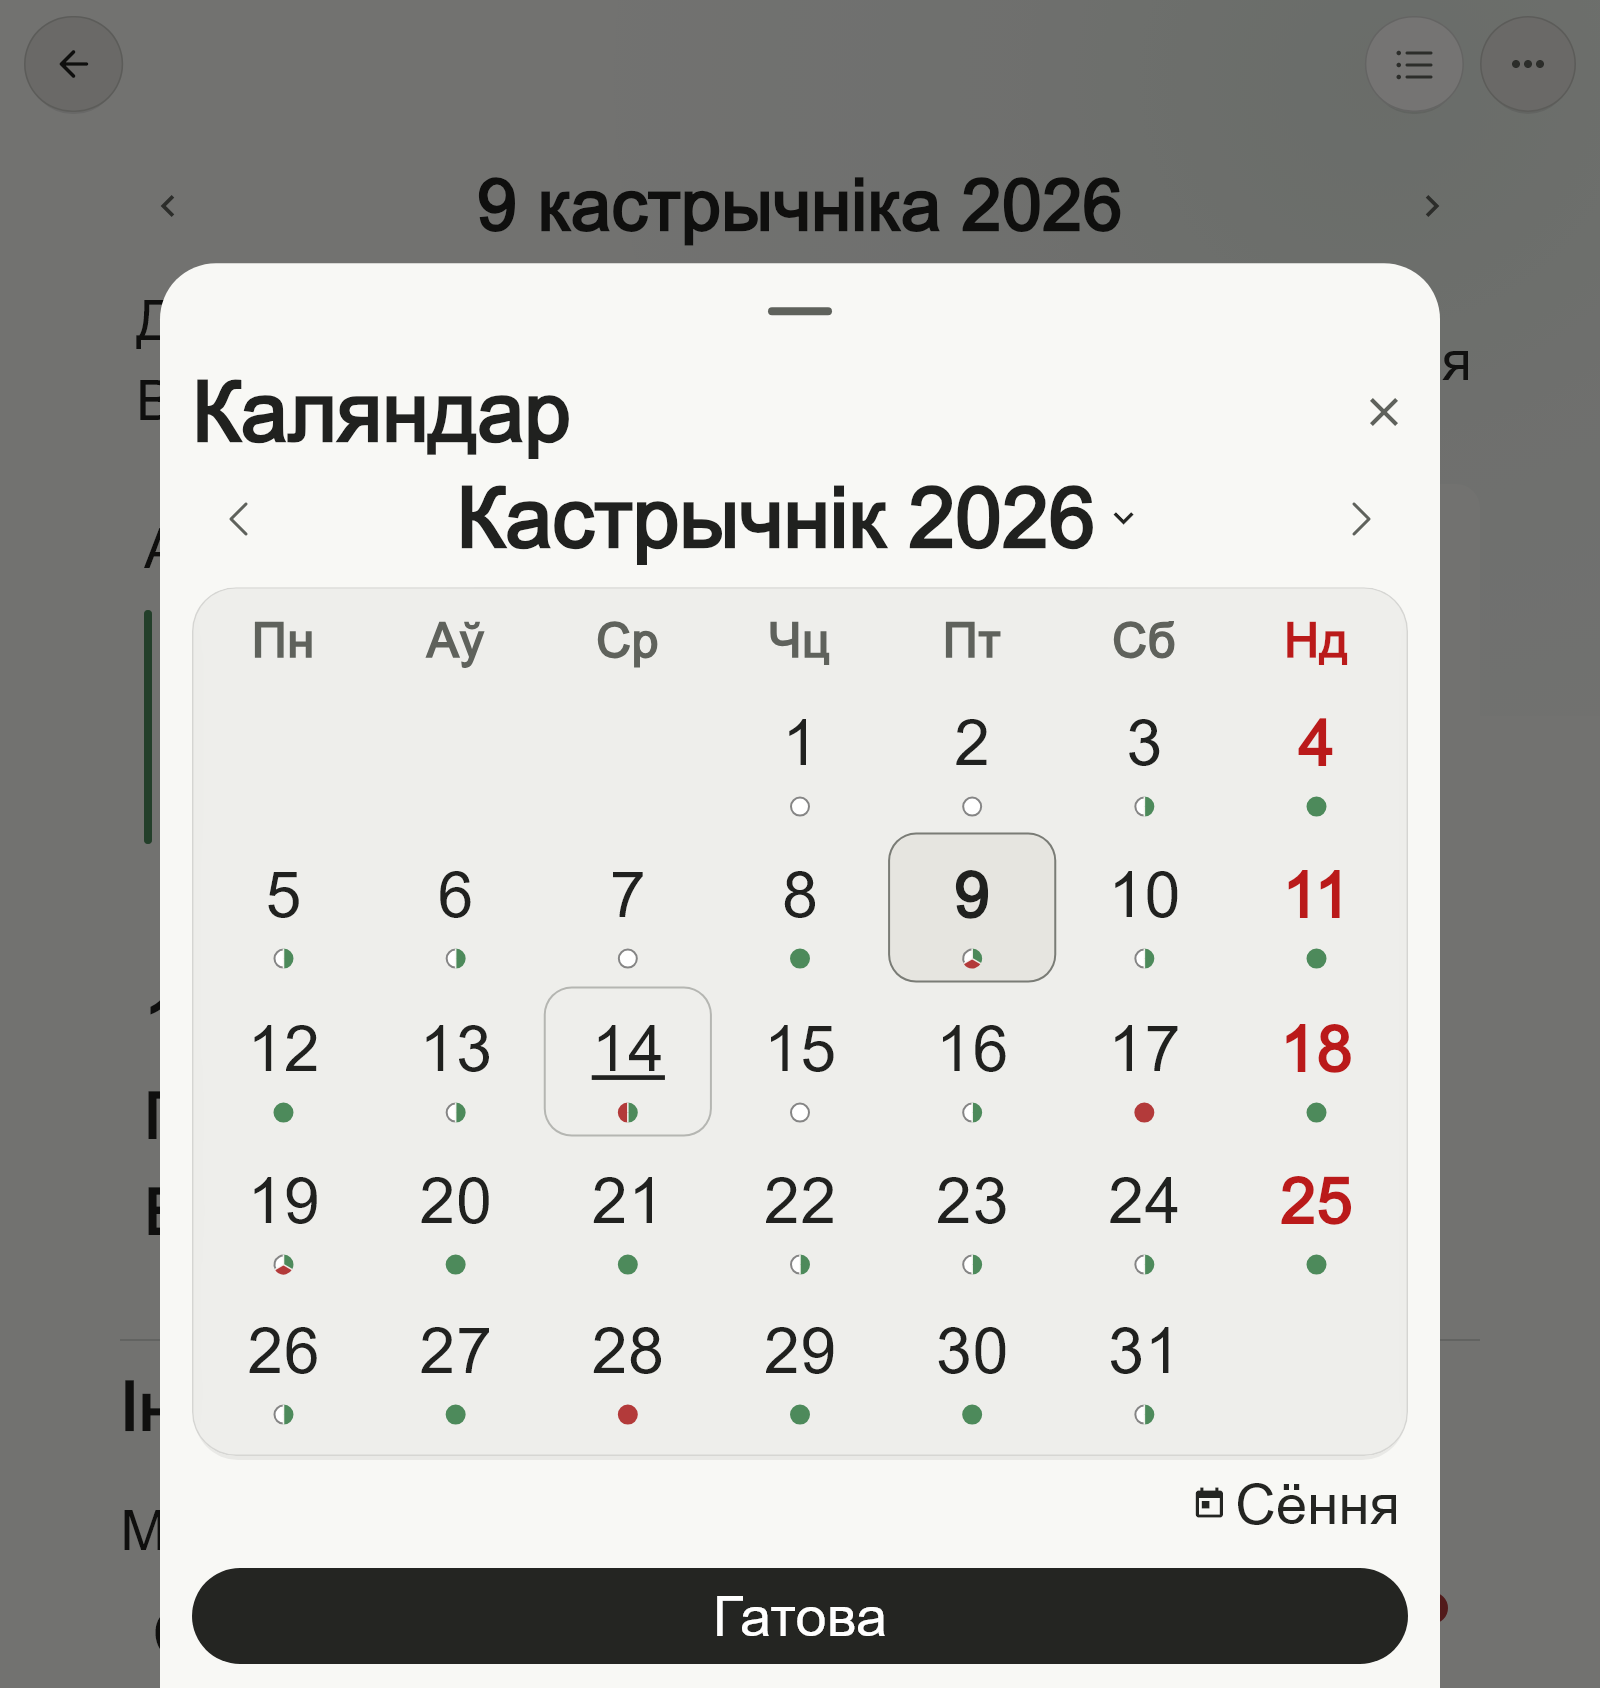 9 кастрычніка 2026
я
Каляндар
Кастрычнік 2026
Пн Аў Ср Чц Пт Сб Нд
1 2 3 4
5 6 7 8 9 10 11
12 13 14 15 16 17 18
19 20 21 22 23 24 25
26 27 28 29 30 31
Сёння
Гатова